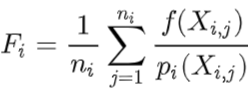 F_i = \frac{1}{n_i} \sum_{j=1}^{n_i} \frac{f(X_{i,j})}{p_i(X_{i,j})}